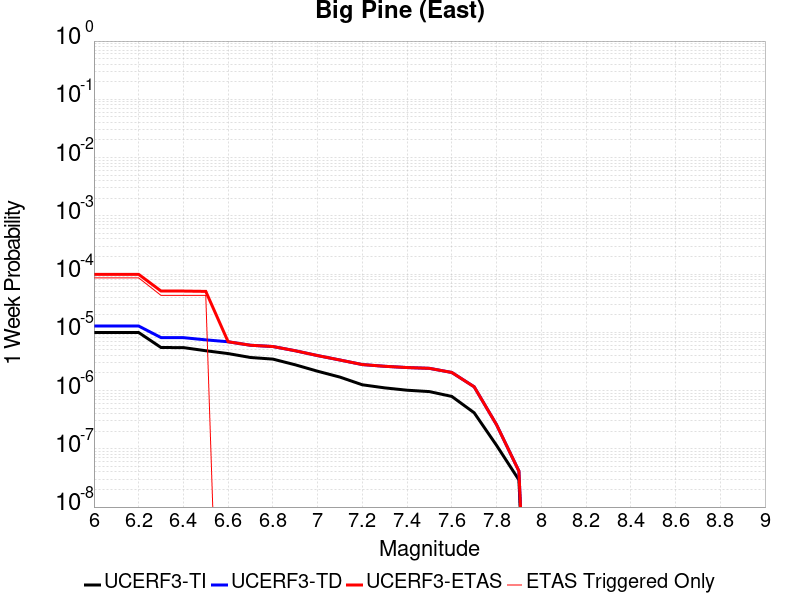 Big Pine (East)
10^0
10^-1
10^-2
10^-3
10^-4
10^-5
10^-6
10^-7
10^-8
1 Week Probability
6 6.2 6.4 6.6 6.8 7 7.2 7.4 7.6 7.8 8 8.2 8.4 8.6 8.8 9
Magnitude
UCERF3-TI UCERF3-TD UCERF3-ETAS ETAS Triggered Only